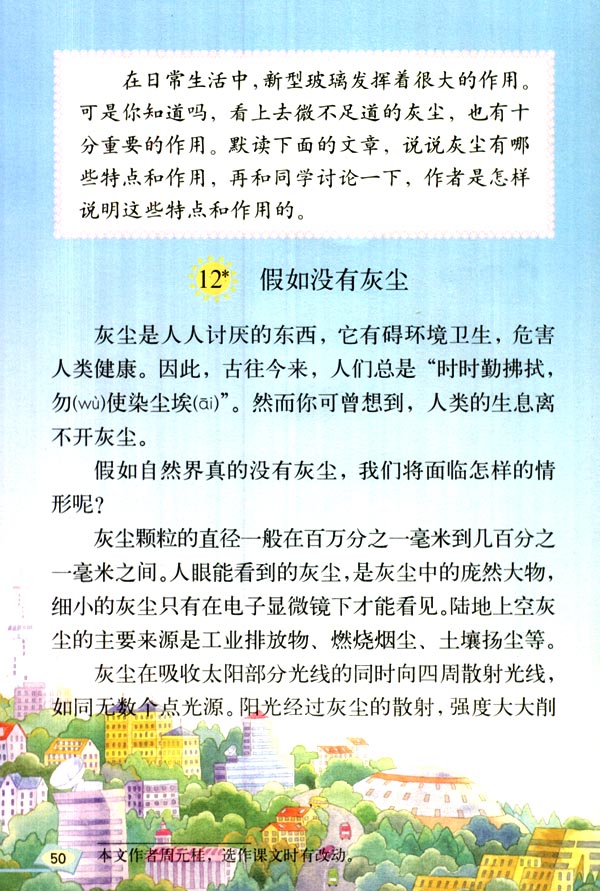 在日常生活中，新型玻璃发挥着很大的作用。
可是你知道吗，看上去微不足道的灰尘，也有十
分重要的作用。默读下面的文章，说说灰尘有哪
些特点和作用，再和同学讨论一下，作者是怎样
说明这些特点和作用的。
12* 假如没有灰尘
灰尘是人人讨厌的东西，它有碍环境卫生，危害
人类健康。因此，古往今来，人们总是“时时勤拂拭，
勿(wù)使染尘埃(āi)”。然而你可曾想到，人类的生息离
不开灰尘。
假如自然界真的没有灰尘，我们将面临怎样的情
形呢？
灰尘颗粒的直径一般在百万分之一毫米到几百分之
一毫米之间。人眼能看到的灰尘，是灰尘中的庞然大物，
细小的灰尘只有在电子显微镜下才能看见。陆地上空灰
尘的主要来源是工业排放物、燃烧烟尘、土壤扬尘等。
灰尘在吸收太阳部分光线的同时向四周散射光线，
如同无数个点光源。阳光经过灰尘的散射，强度大大削
50 本文作者周元桂，选作课文时有改动。